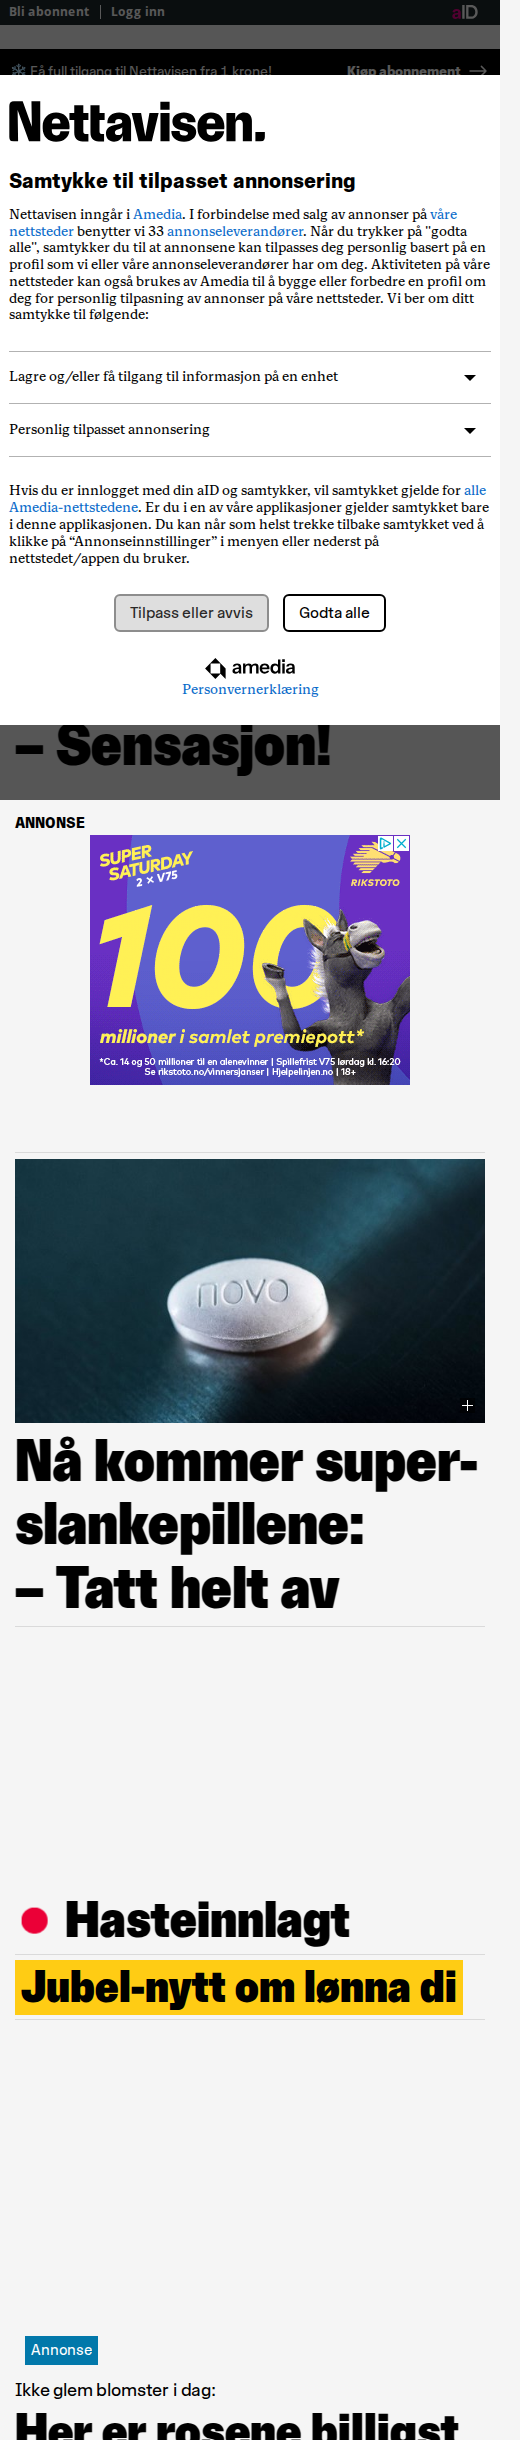 Bli abonnent | Logg inn
aID
Få full tilgang til Nettavisen fra 1 krone!
Kjøp abonnement
Nettavisen.
Samtykke til tilpasset annonsering
Nettavisen inngår i Amedia. I forbindelse med salg av annonser på våre
nettsteder benytter vi 33 annonseleverandører. Når du trykker på "godta
alle", samtykker du til at annonsene kan tilpasses deg personlig basert på en
profil som vi eller våre annonseleverandører har om deg. Aktiviteten på våre
nettsteder kan også brukes av Amedia til å bygge eller forbedre en profil om
deg for personlig tilpasning av annonser på våre nettsteder. Vi ber om ditt
samtykke til følgende:
Lagre og/eller få tilgang til informasjon på en enhet
Personlig tilpasset annonsering
Hvis du er innlogget med din aID og samtykker, vil samtykket gjelde for alle
Amedia-nettstedene. Er du i en av våre applikasjoner gjelder samtykket bare
i denne applikasjonen. Du kan når som helst trekke tilbake samtykket ved å
klikke på “Annonseinnstillinger” i menyen eller nederst på
nettstedet/appen du bruker.
Tilpass eller avvis
Godta alle
amedia
Personvernerklæring
– Sensasjon!
ANNONSE
SUPER
SATURDAY
2 x V75
RIKSTOTO
100
millioner i samlet premiepott*
*Ca. 14 og 50 millioner til en alenevinner | Spillefrist V75 lørdag kl. 16:20
Se rikstoto.no/vinnersjanser | Hjelpelinjen.no | 18+
novo
Nå kommer super-
slankepillene:
– Tatt helt av
Hasteinnlagt
Jubel-nytt om lønna di
Annonse
Ikke glem blomster i dag:
Her er rosene billigst